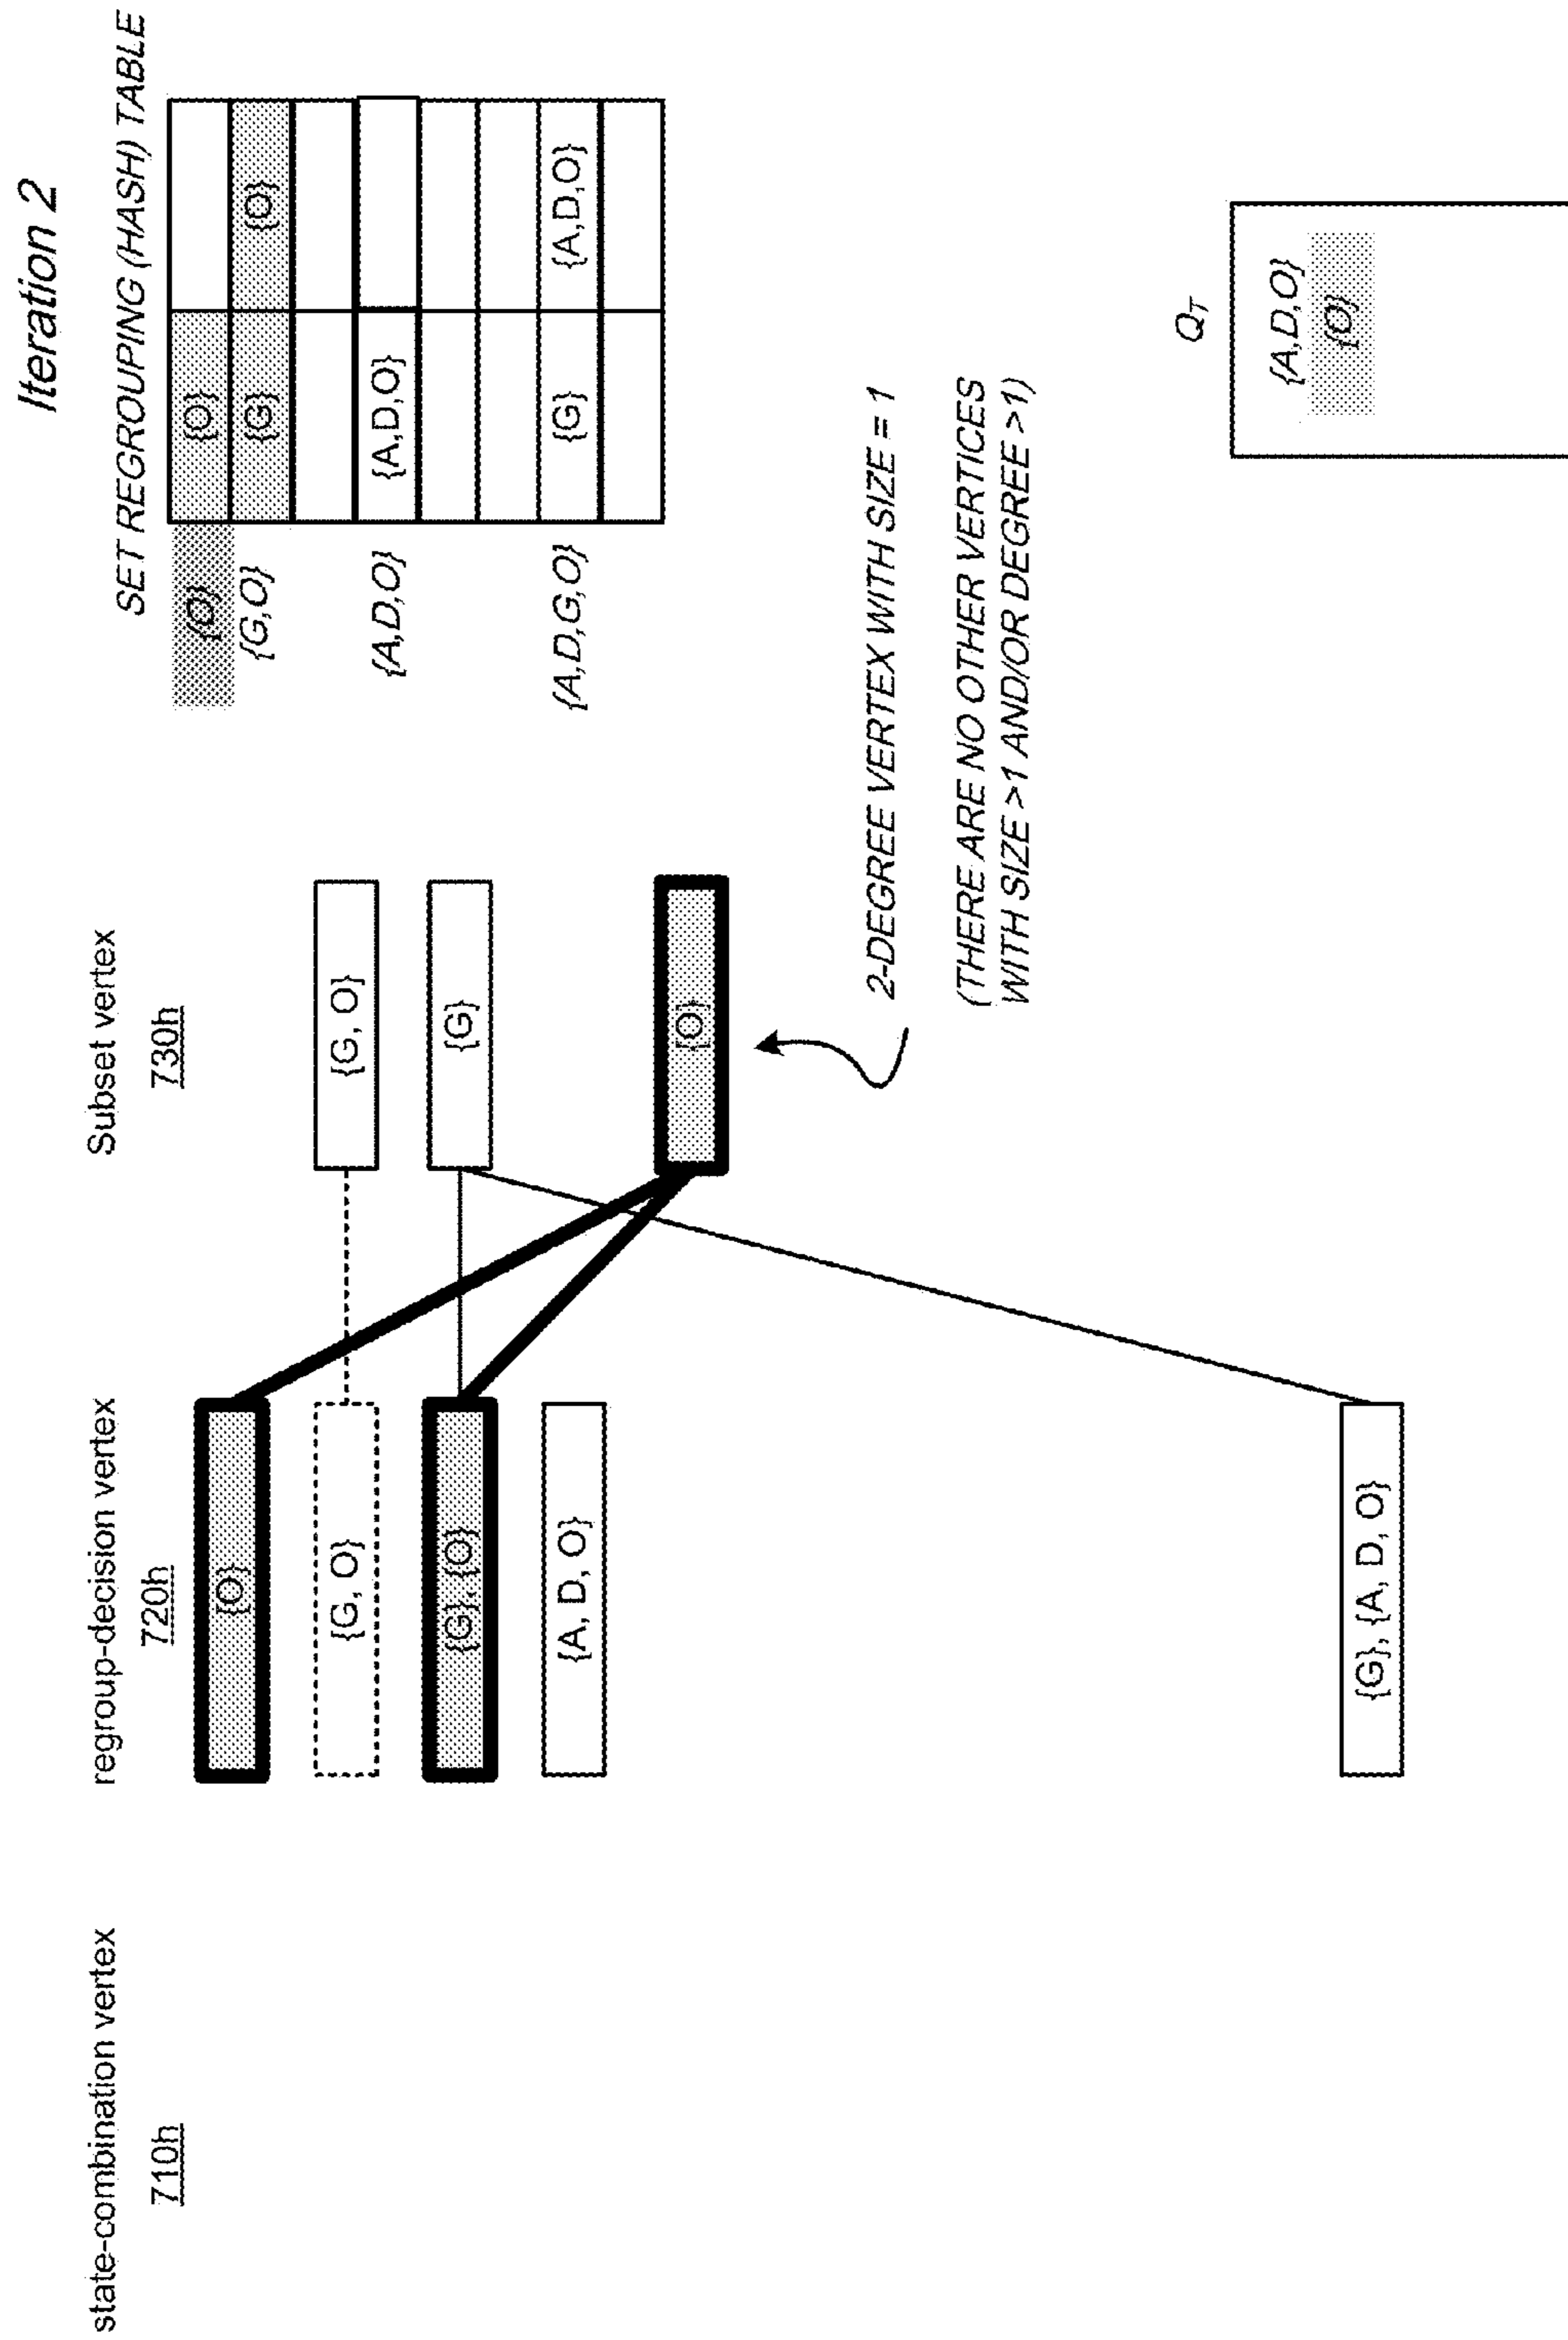 Iteration 2
state-combination vertex
710h
regroup-decision vertex
720h
{O}
{G, O}
{G}, {O}
{A, D, O}
{G}, {A, D, O}
Subset vertex
730h
{G, O}
{G}
{O}
2-DEGREE VERTEX WITH SIZE = 1
(THERE ARE NO OTHER VERTICES
WITH SIZE >1 AND/OR DEGREE >1)
SET REGROUPING (HASH) TABLE
{O} {O}
{G,O} {G} {O}
{A,D,O} {A,D,O}
{A,D,G,O} {G} {A,D,O}
QT
{A,D,O}
{O}